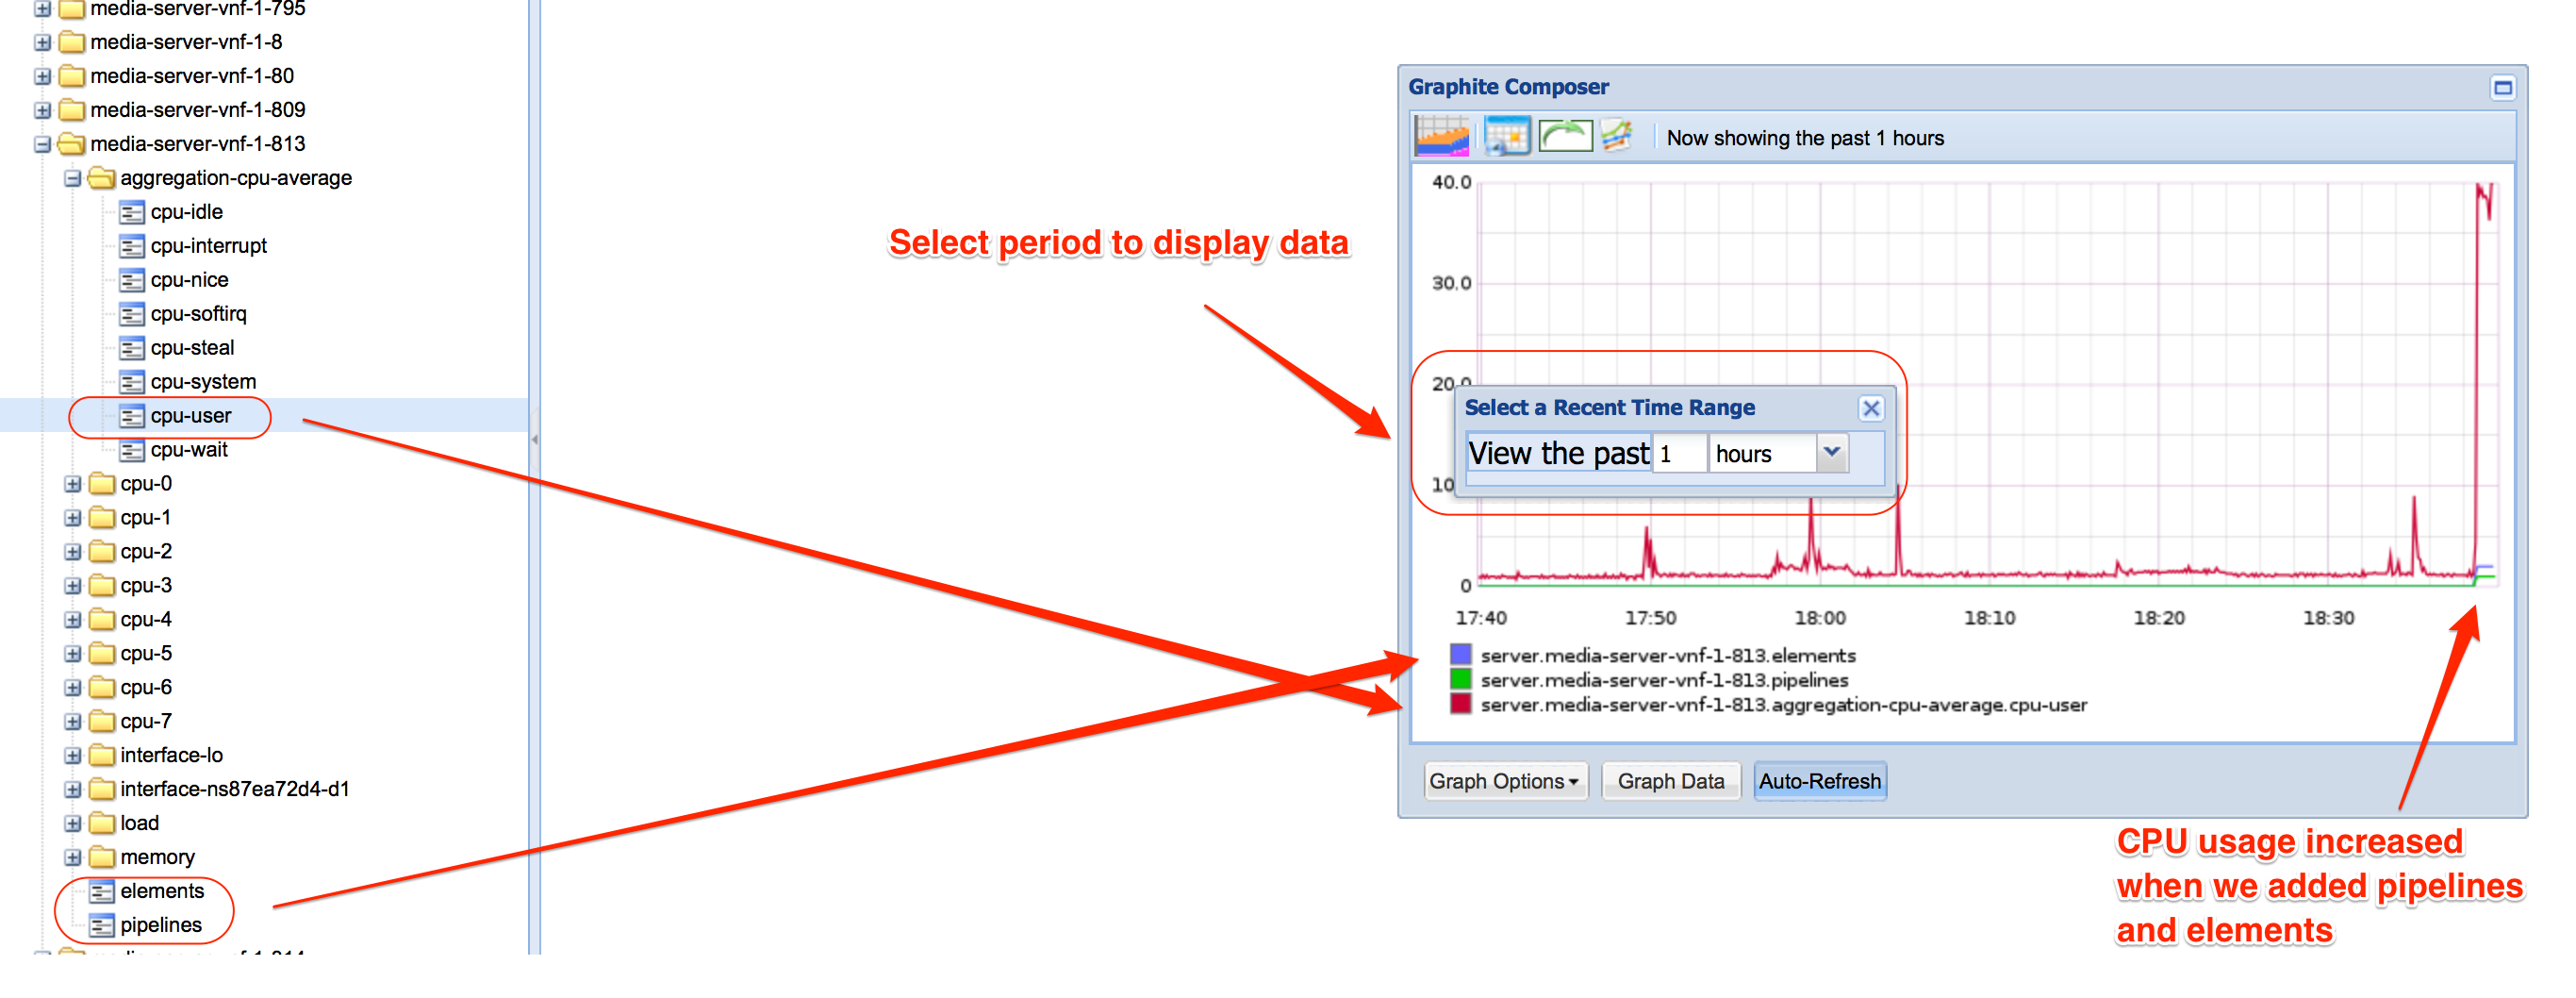 media-server-vnf-1-795
media-server-vnf-1-8
media-server-vnf-1-80
media-server-vnf-1-809
media-server-vnf-1-813
aggregation-cpu-average
cpu-idle
cpu-interrupt
cpu-nice
cpu-softirq
cpu-steal
cpu-system
cpu-user
cpu-wait
cpu-0
cpu-1
cpu-2
cpu-3
cpu-4
cpu-5
cpu-6
cpu-7
interface-lo
interface-ns87ea72d4-d1
load
memory
elements
pipelines
Select period to display data
Graphite Composer
Now showing the past 1 hours
40.0
30.0
20.0
Select a Recent Time Range
View the past 1 hours
10
0
17:40 17:50 18:00 18:10 18:20 18:30
server.media-server-vnf-1-813.elements
server.media-server-vnf-1-813.pipelines
server.media-server-vnf-1-813.aggregation-cpu-average.cpu-user
Graph Options Graph Data Auto-Refresh
CPU usage increased
when we added pipelines
and elements